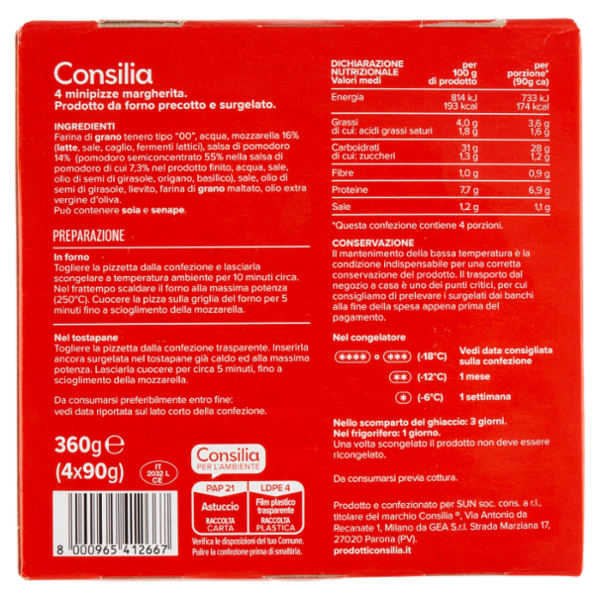 Consilia
4 minipizze margherita.
Prodotto da forno precotto e surgelato.
INGREDIENTI
Farina di grano tenero tipo "00", acqua, mozzarella 16%
(latte, sale, caglio, fermenti lattici), salsa di pomodoro
14% (pomodoro semiconcentrato 55% nella salsa di
pomodoro di cui 7,3% nel prodotto finito, acqua, sale,
olio di semi di girasole, origano, basilico), sale, olio di
semi di girasole, lievito, farina di grano maltato, olio extra
vergine d'oliva.
Può contenere soia e senape.
PREPARAZIONE
In forno
Togliere la pizzetta dalla confezione e lasciarla
scongelare a temperatura ambiente per 10 minuti circa.
Nel frattempo scaldare il forno alla massima potenza
(250°C). Cuocere la pizza sulla griglia del forno per 5
minuti fino a scioglimento della mozzarella.
Nel tostapane
Togliere la pizzetta dalla confezione trasparente. Inserirla
ancora surgelata nel tostapane già caldo ed alla massima
potenza. Lasciarla cuocere per circa 5 minuti, fino a
scioglimento della mozzarella.
Da consumarsi preferibilmente entro fine:
vedi data riportata sul lato corto della confezione.
360g e
(4x90g)
IT
2032 L
CE
Consilia
PER L'AMBIENTE
PAP 21 LDPE 4
Astuccio Film plastico
trasparente
RACCOLTA CARTA RACCOLTA PLASTICA
Verifica le disposizioni del tuo Comune.
Pulire la confezione prima di smaltirla.
8 000965 412667
DICHIARAZIONE NUTRIZIONALE
Valori medi per 100 g di prodotto per porzione* (90g ca)
Energia 814 kJ 733 kJ
193 kcal 174 kcal
Grassi 4,0 g 3,6 g
di cui: acidi grassi saturi 1,8 g 1,6 g
Carboidrati 31 g 28 g
di cui: zuccheri 1,3 g 1,2 g
Fibre 1,0 g 0,9 g
Proteine 7,7 g 6,9 g
Sale 1,2 g 1,1 g
*Questa confezione contiene 4 porzioni.
CONSERVAZIONE
Il mantenimento della bassa temperatura è la
condizione indispensabile per una corretta
conservazione del prodotto. Il trasporto dal
negozio a casa è uno dei punti critici, per cui
consigliamo di prelevare i surgelati dai banchi
alla fine della spesa appena prima del
pagamento.
Nel congelatore
**** o *** (-18°C) Vedi data consigliata
sulla confezione
** (-12°C) 1 mese
* (-6°C) 1 settimana
Nello scomparto del ghiaccio: 3 giorni.
Nel frigorifero: 1 giorno.
Una volta scongelato il prodotto non deve essere
ricongelato.
Da consumarsi previa cottura.
Prodotto e confezionato per SUN soc. cons. a r.l.,
titolare del marchio Consilia ®, Via Antonio da
Recanate 1, Milano da GEA S.r.l. Strada Marziana 17,
27020 Parona (PV).
prodotticonsilia.it